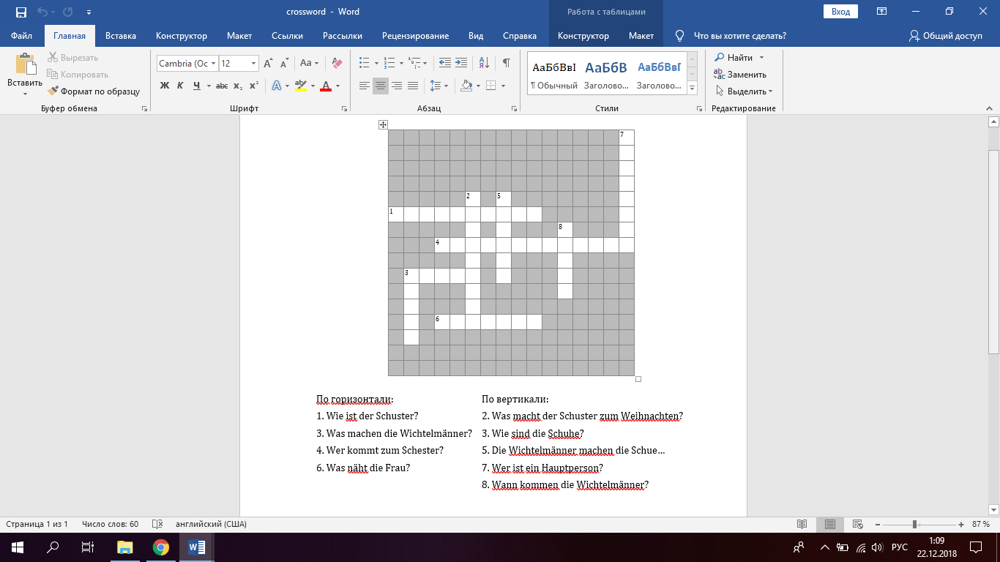 crossword - Word
Работа с таблицами
Вход
Файл Главная Вставка Конструктор Макет Ссылки Рассылки Рецензирование Вид Справка Конструктор Макет Что вы хотите сделать? Общий доступ
Вставить
Вырезать
Копировать
Формат по образцу
Буфер обмена
Cambria (Ос 12
Aa
Ж К Ч abc x₂ x²
Шрифт
Абзац
АаБбВвІ АаБбВ АаБбВвГ
¶ Обычный Заголово... Заголово...
Стили
Найти
Заменить
Выделить
Редактирование
7
2 5
1
8
4
3
6
По горизонтали:
1. Wie ist der Schuster?
3. Was machen die Wichtelmänner?
4. Wer kommt zum Schester?
6. Was näht die Frau?
По вертикали:
2. Was macht der Schuster zum Weihnachten?
3. Wie sind die Schuhe?
5. Die Wichtelmänner machen die Schue…
7. Wer ist ein Hauptperson?
8. Wann kommen die Wichtelmänner?
Страница 1 из 1 Число слов: 60 английский (США) 87 %
РУС
1:09
22.12.2018